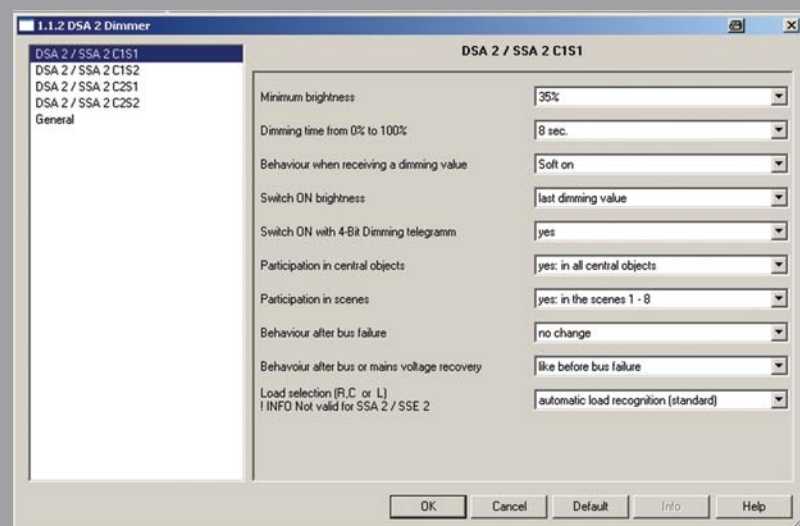 1.1.2 DSA 2 Dimmer
DSA 2 / SSA 2 C1S1
DSA 2 / SSA 2 C1S2
DSA 2 / SSA 2 C2S1
DSA 2 / SSA 2 C2S2
General
DSA 2 / SSA 2 C1S1
Minimum brightness 35%
Dimming time from 0% to 100% 8 sec.
Behaviour when receiving a dimming value Soft on
Switch ON brightness last dimming value
Switch ON with 4-Bit Dimming telegramm yes
Participation in central objects yes: in all central objects
Participation in scenes yes: in the scenes 1 - 8
Behaviour after bus failure no change
Behavoiur after bus or mains voltage recovery like before bus failure
Load selection (R,C or L)
! INFO Not valid for SSA 2 / SSE 2 automatic load recognition (standard)
OK Cancel Default Info Help